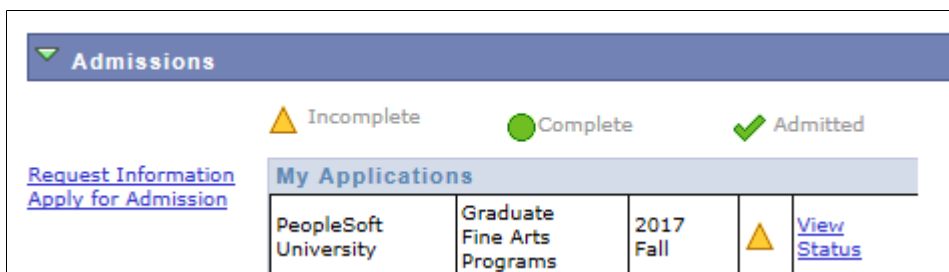 Admissions
Incomplete
Complete
Admitted
Request Information
Apply for Admission
My Applications
PeopleSoft
University
Graduate
Fine Arts
Programs
2017
Fall
View
Status